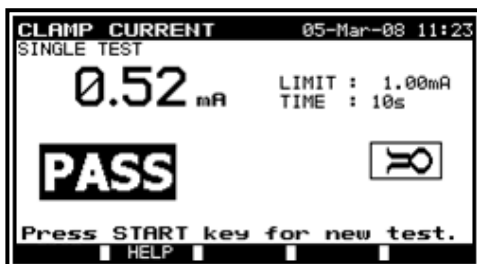 CLAMP CURRENT 05-Mar-08 11:23
SINGLE TEST
0.52 mA
LIMIT : 1.00mA
TIME : 10s
PASS
Press START key for new test.
HELP